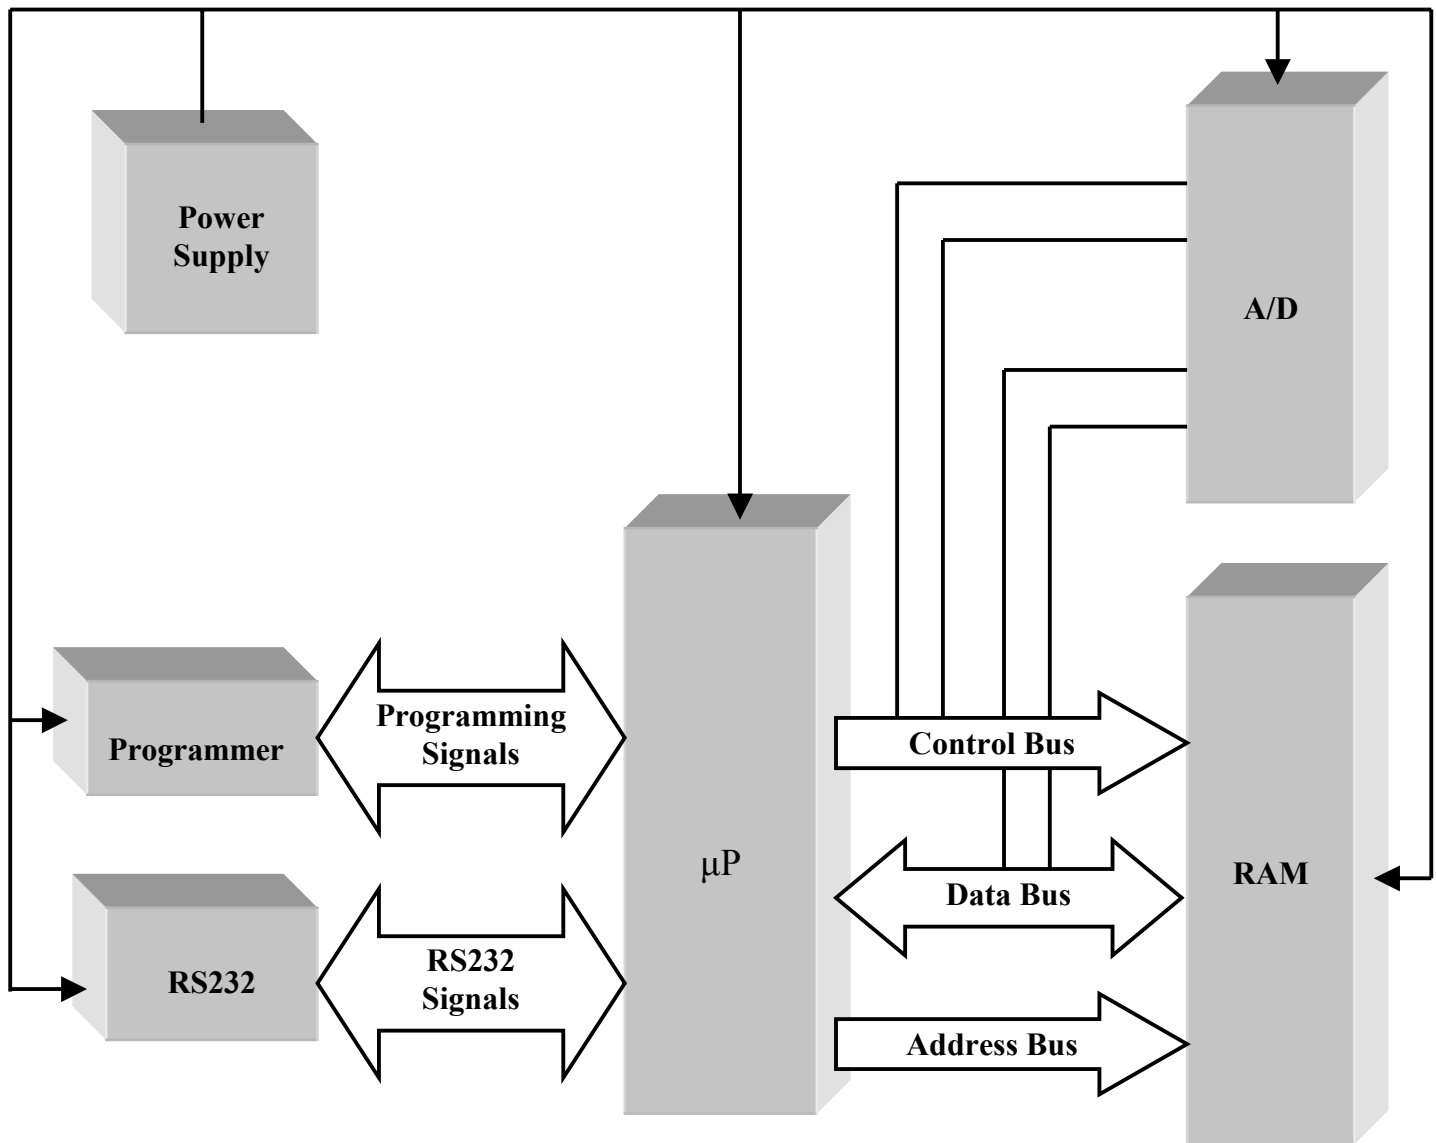 Power
Supply
A/D
Programmer
Programming
Signals
μP
Control Bus
Data Bus
RAM
RS232
RS232
Signals
Address Bus